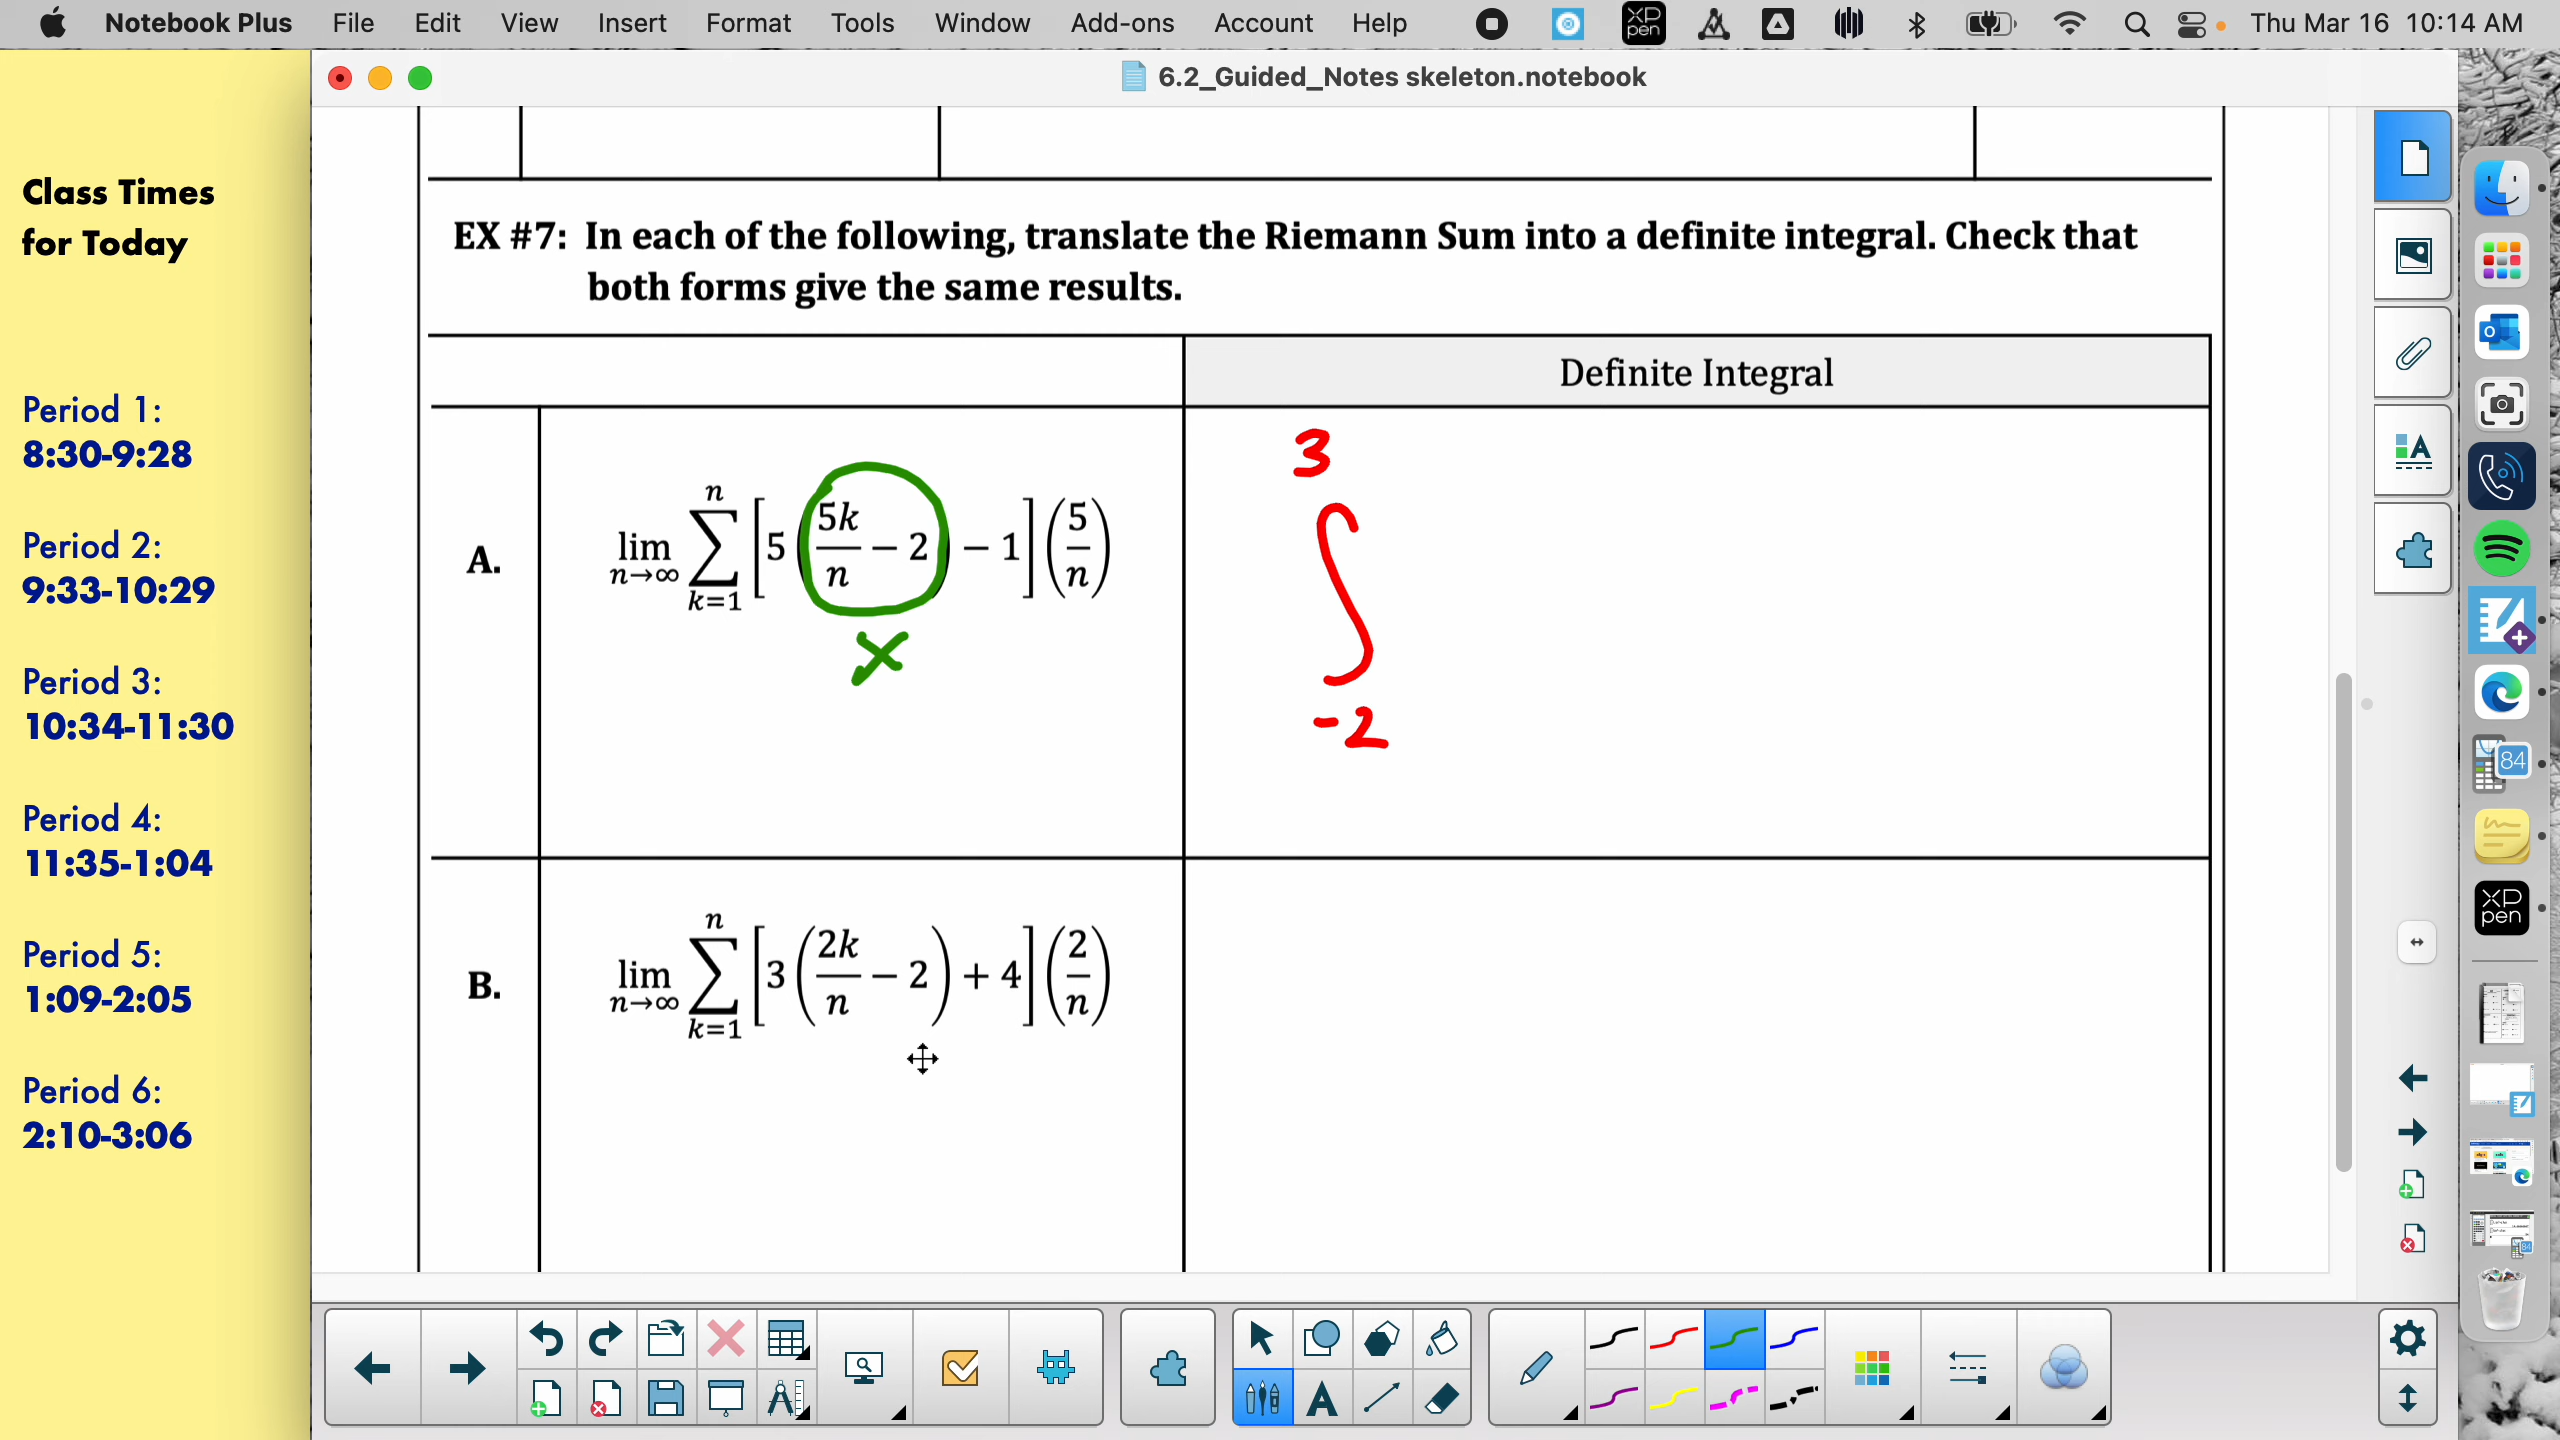 Notebook Plus File Edit View Insert Format Tools Window Add-ons Account Help XP pen Thu Mar 16 10:14 AM
6.2_Guided_Notes skeleton.notebook
Class Times
for Today
Period 1:
8:30-9:28
Period 2:
9:33-10:29
Period 3:
10:34-11:30
Period 4:
11:35-1:04
Period 5:
1:09-2:05
Period 6:
2:10-3:06
EX #7: In each of the following, translate the Riemann Sum into a definite integral. Check that
both forms give the same results.
Definite Integral
A. lim n→∞ ∑ k=1 n [5 (5k/n − 2) − 1] (5/n)
x
3
∫
-2
B. lim n→∞ ∑ k=1 n [3 (2k/n − 2) + 4] (2/n)
A
84
XP
pen
A